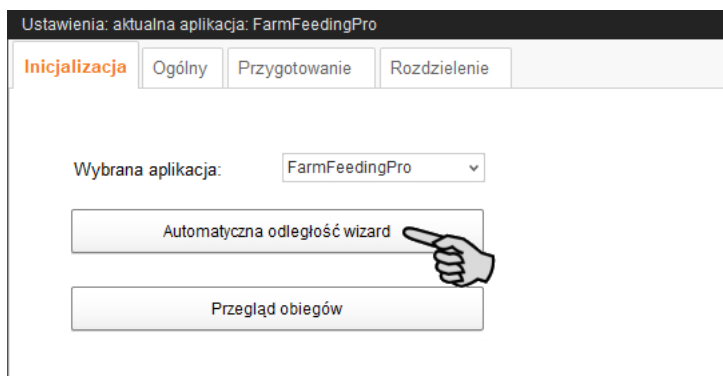 Ustawienia: aktualna aplikacja: FarmFeedingPro
Inicjalizacja Ogólny Przygotowanie Rozdzielenie
Wybrana aplikacja: FarmFeedingPro
Automatyczna odległość wizard
Przegląd obiegów